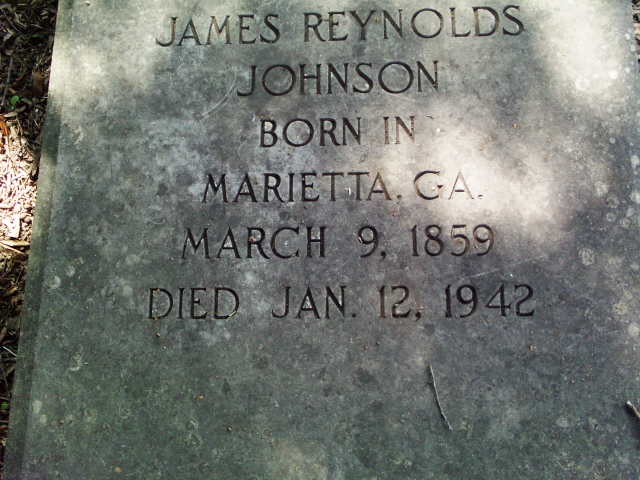 JAMES REYNOLDS
JOHNSON
BORN IN
MARIETTA, GA.
MARCH 9, 1859
DIED JAN. 12, 1942